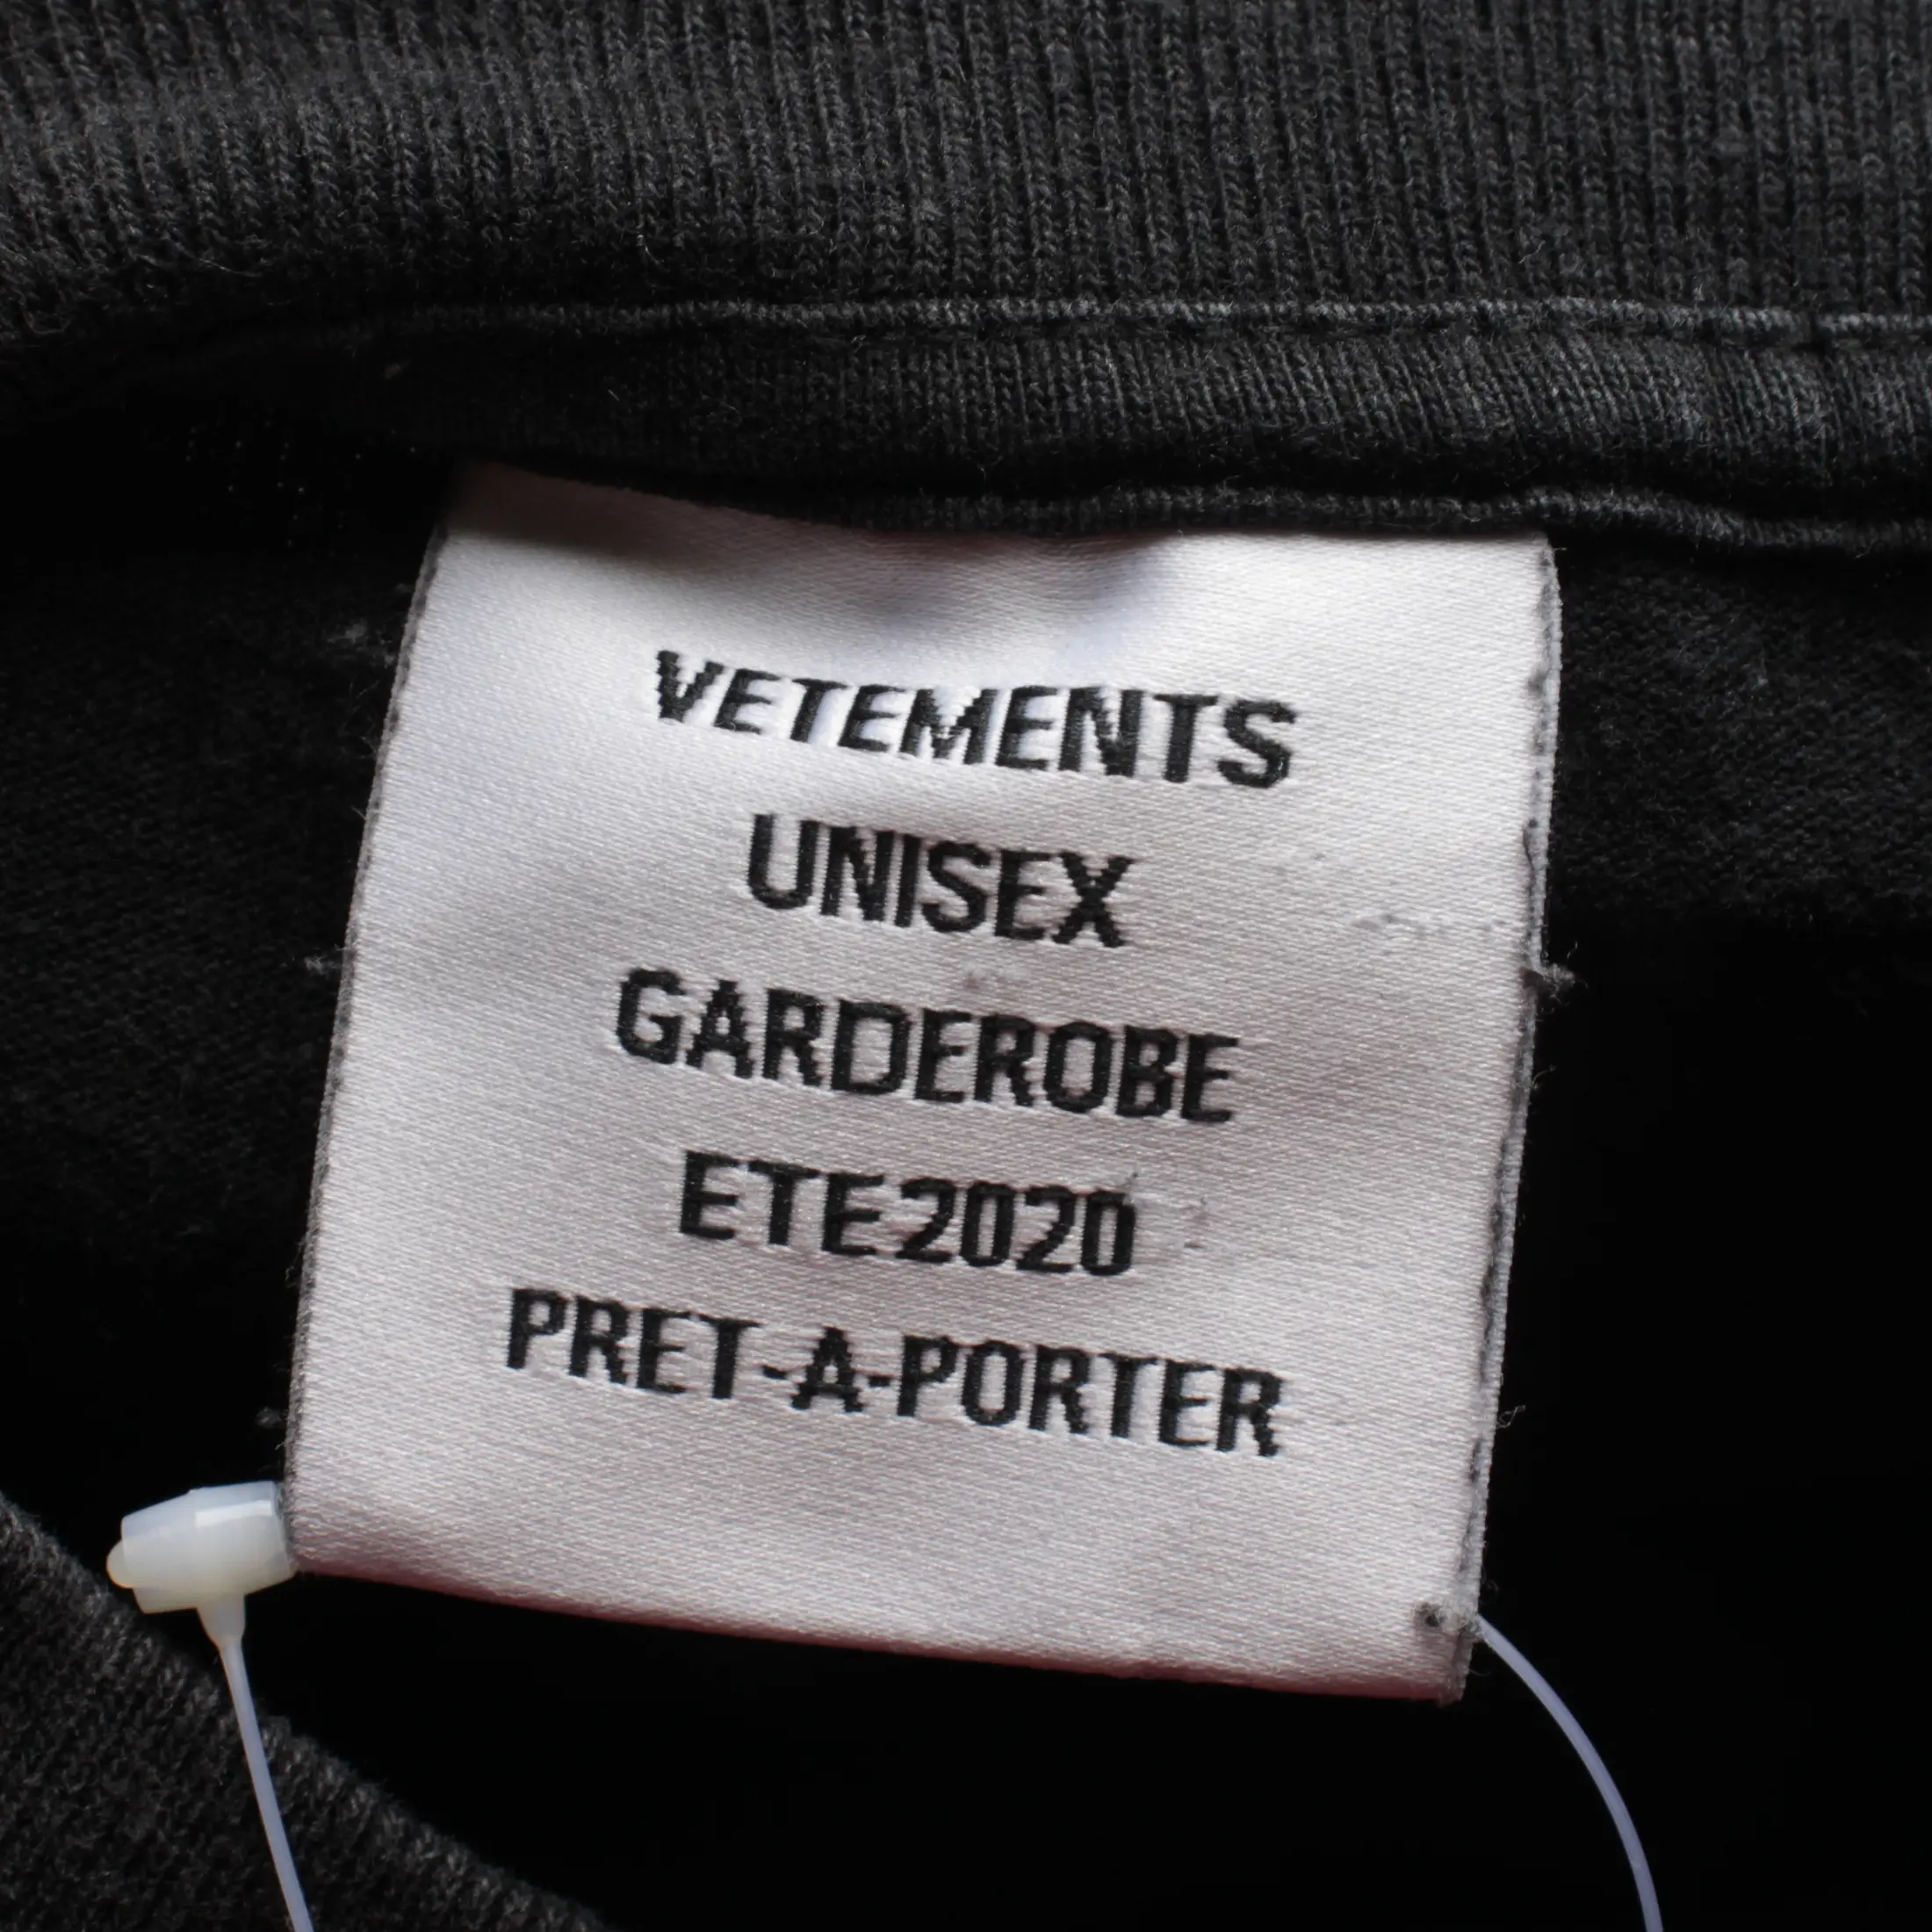 VETEMENTS
UNISEX
GARDEROBE
ETE2020
PRET-A-PORTER